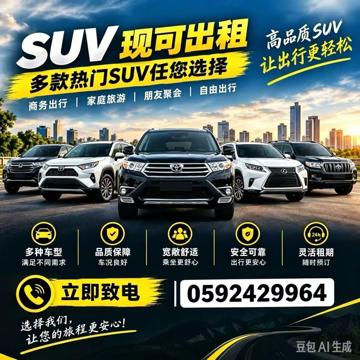 SUV 现可出租
多款热门SUV任您选择
商务出行 | 家庭旅游 | 朋友聚会 | 自由出行
高品质SUV
让出行更轻松
多种车型
满足不同需求
品质保障
车况良好
宽敞舒适
乘坐更舒心
安全可靠
出行更安心
24h
灵活租期
随时预订
立即致电
0592429964
选择我们,
让您的旅程更安心!
豆包AI生成